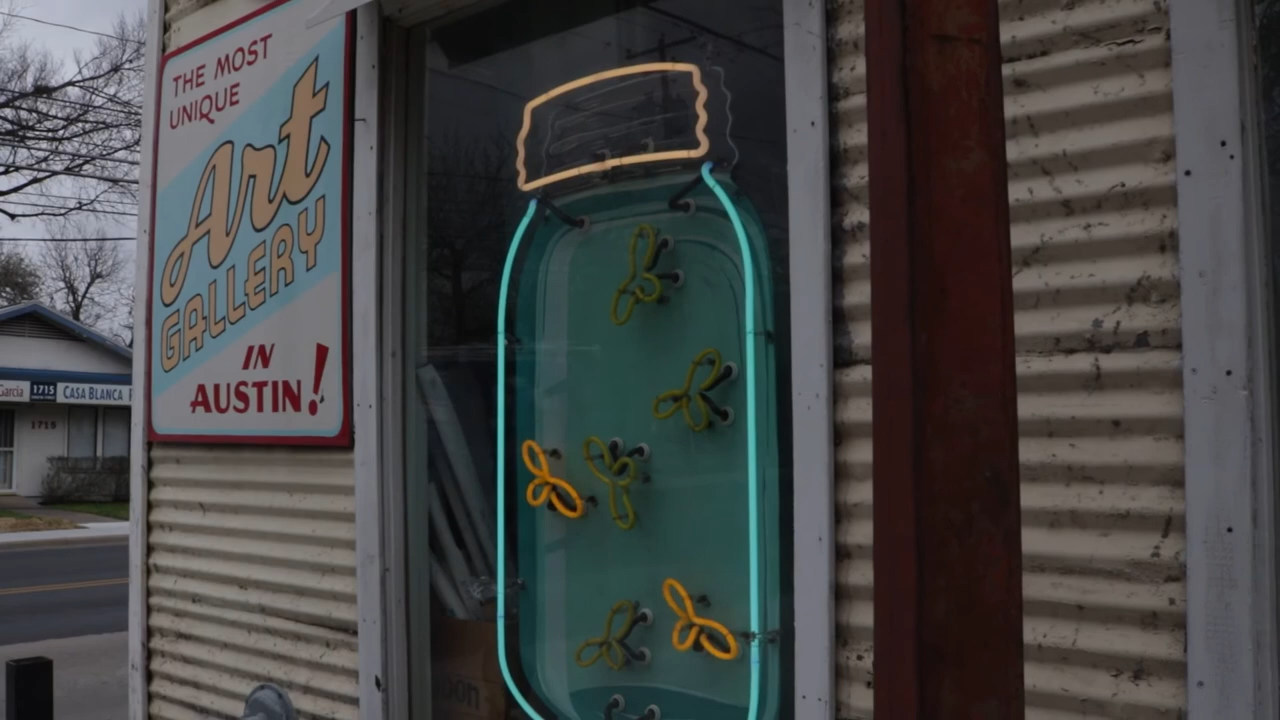 THE MOST
UNIQUE
Art
GALLERY
IN
AUSTIN!
Garcia
1715
CASA BLANCA
1715